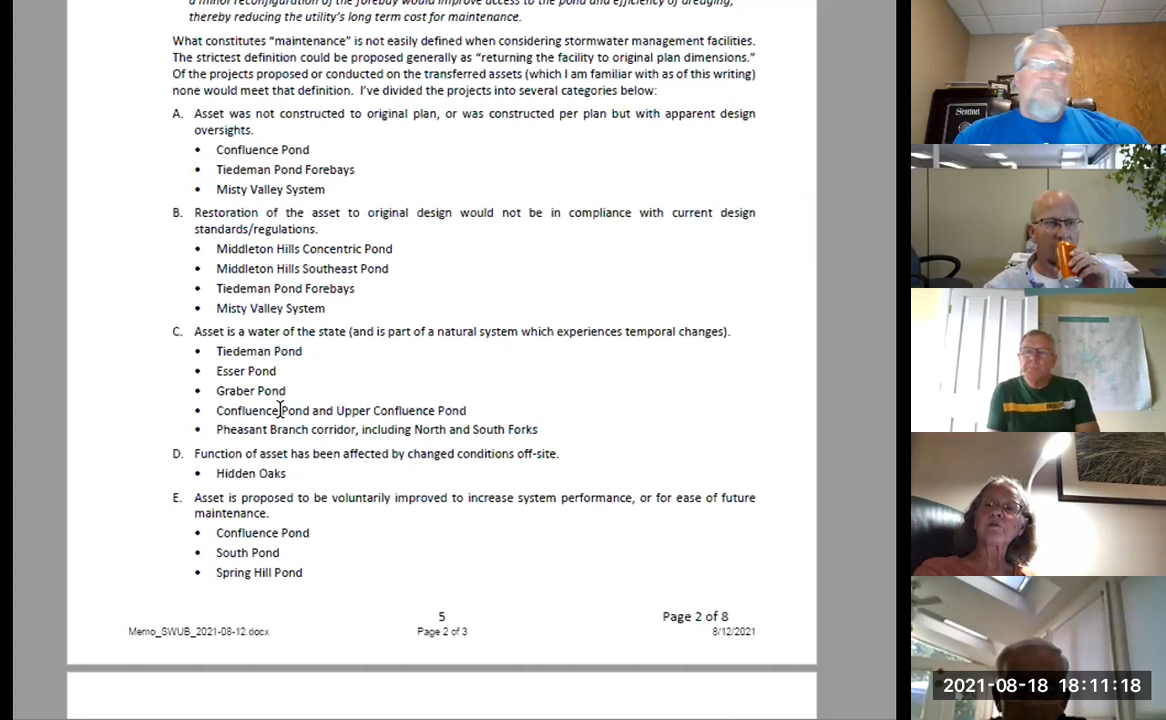 a minor reconfiguration of the forebay would improve access to the pond and efficiency of dredging,
thereby reducing the utility's long term cost for maintenance.
What constitutes "maintenance" is not easily defined when considering stormwater management facilities.
The strictest definition could be proposed generally as "returning the facility to original plan dimensions."
Of the projects proposed or conducted on the transferred assets (which I am familiar with as of this writing)
none would meet that definition. I've divided the projects into several categories below:
A. Asset was not constructed to original plan, or was constructed per plan but with apparent design
oversights.
• Confluence Pond
• Tiedeman Pond Forebays
• Misty Valley System
B. Restoration of the asset to original design would not be in compliance with current design
standards/regulations.
• Middleton Hills Concentric Pond
• Middleton Hills Southeast Pond
• Tiedeman Pond Forebays
• Misty Valley System
C. Asset is a water of the state (and is part of a natural system which experiences temporal changes).
• Tiedeman Pond
• Esser Pond
• Graber Pond
• Confluence Pond and Upper Confluence Pond
• Pheasant Branch corridor, including North and South Forks
D. Function of asset has been affected by changed conditions off-site.
• Hidden Oaks
E. Asset is proposed to be voluntarily improved to increase system performance, or for ease of future
maintenance.
• Confluence Pond
• South Pond
• Spring Hill Pond
5
Page 2 of 8
Memo_SWUB_2021-08-12.docx
Page 2 of 3
8/12/2021
Sentinel
2021-08-18 18:11:18